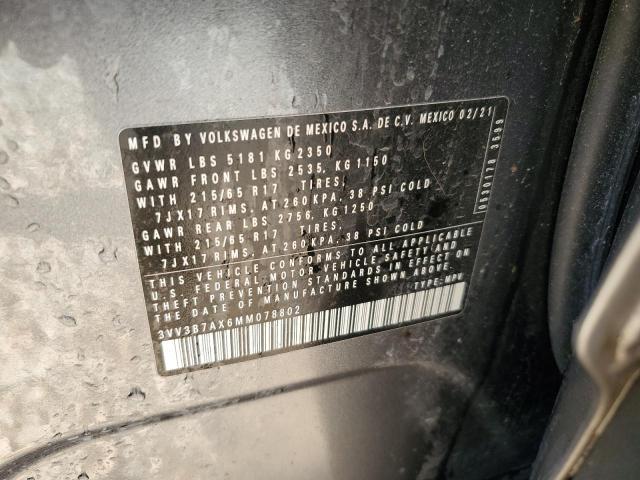 MFD BY VOLKSWAGEN DE MEXICO S.A. DE C.V. MEXICO 02/21
GVWR LBS 5181 KG 2350
GAWR FRONT LBS 2535, KG 1150
WITH 215/65 R17 TIRES,
7JX17 RIMS, AT 260 KPA, 38 PSI COLD
GAWR REAR LBS 2756, KG 1250
WITH 215/65 R17 TIRES,
7JX17 RIMS, AT 260 KPA, 38 PSI COLD
THIS VEHICLE CONFORMS TO ALL APPLICABLE
U.S. FEDERAL MOTOR VEHICLE SAFETY AND
THEFT PREVENTION STANDARDS IN EFFECT ON
THE DATE OF MANUFACTURE SHOWN ABOVE.
3VV3B7AX6MM078802 TYPE: MPV
0530178 3599